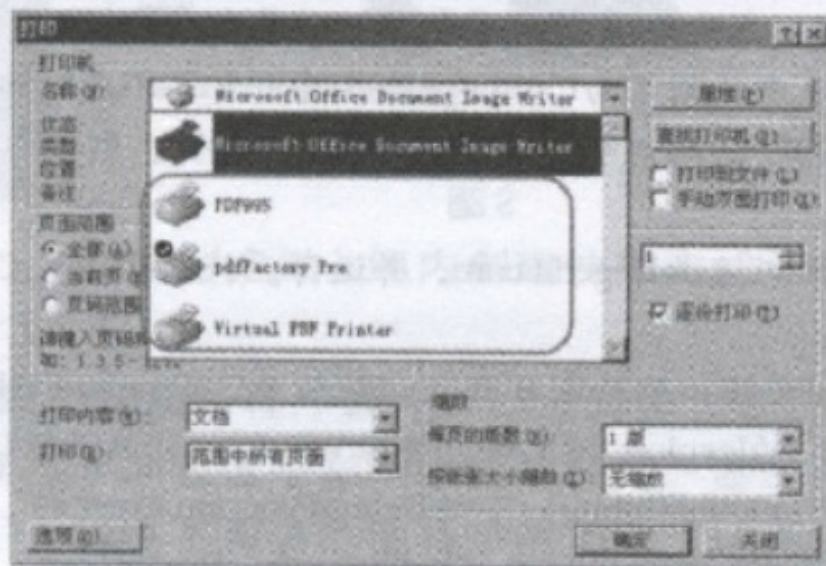 打印
打印机
名称(N): Microsoft Office Document Image Writer 属性(P)
Microsoft Office Document Image Writer 查找打印机(D)
状态
类型
位置
备注
打印到文件(L)
手动双面打印(X)
PDF995
pdfFactory Pro
Virtual PDF Printer
页面范围
全部(A)
当前页
页码范围
请键入页码
如: 1,3,5-
1
逐份打印(T)
打印内容(W): 文档
打印(R): 范围中所有页面
缩放
每页的版数(H): 1 版
按纸张大小缩放(Z): 无缩放
选项(O)... 确定 关闭